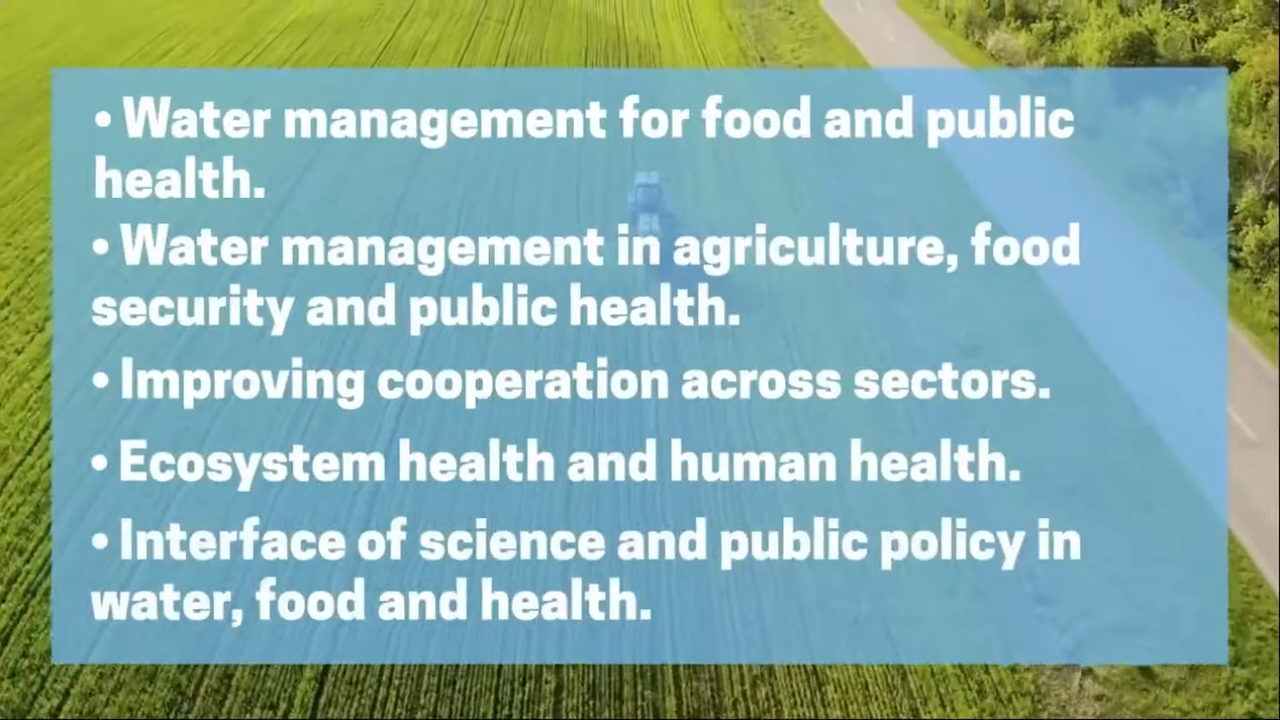 • Water management for food and public
health.
• Water management in agriculture, food
security and public health.
• Improving cooperation across sectors.
• Ecosystem health and human health.
• Interface of science and public policy in
water, food and health.